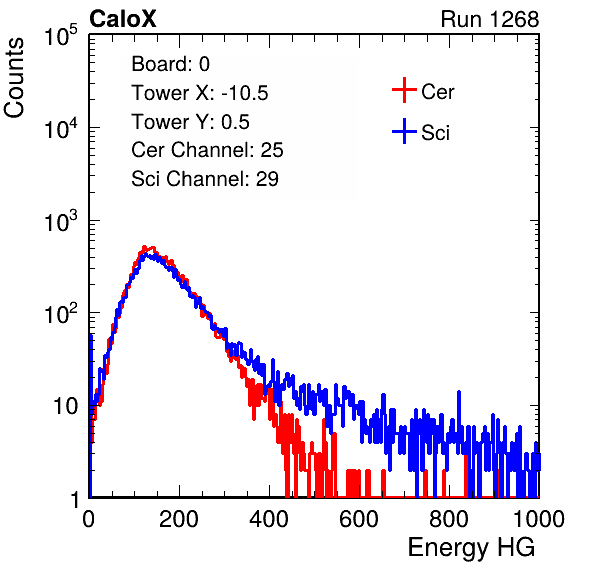 CaloX Run 1268
Counts
10^5
10^4
10^3
10^2
10
1
Board: 0
Tower X: -10.5
Tower Y: 0.5
Cer Channel: 25
Sci Channel: 29
Cer
Sci
0 200 400 600 800 1000
Energy HG